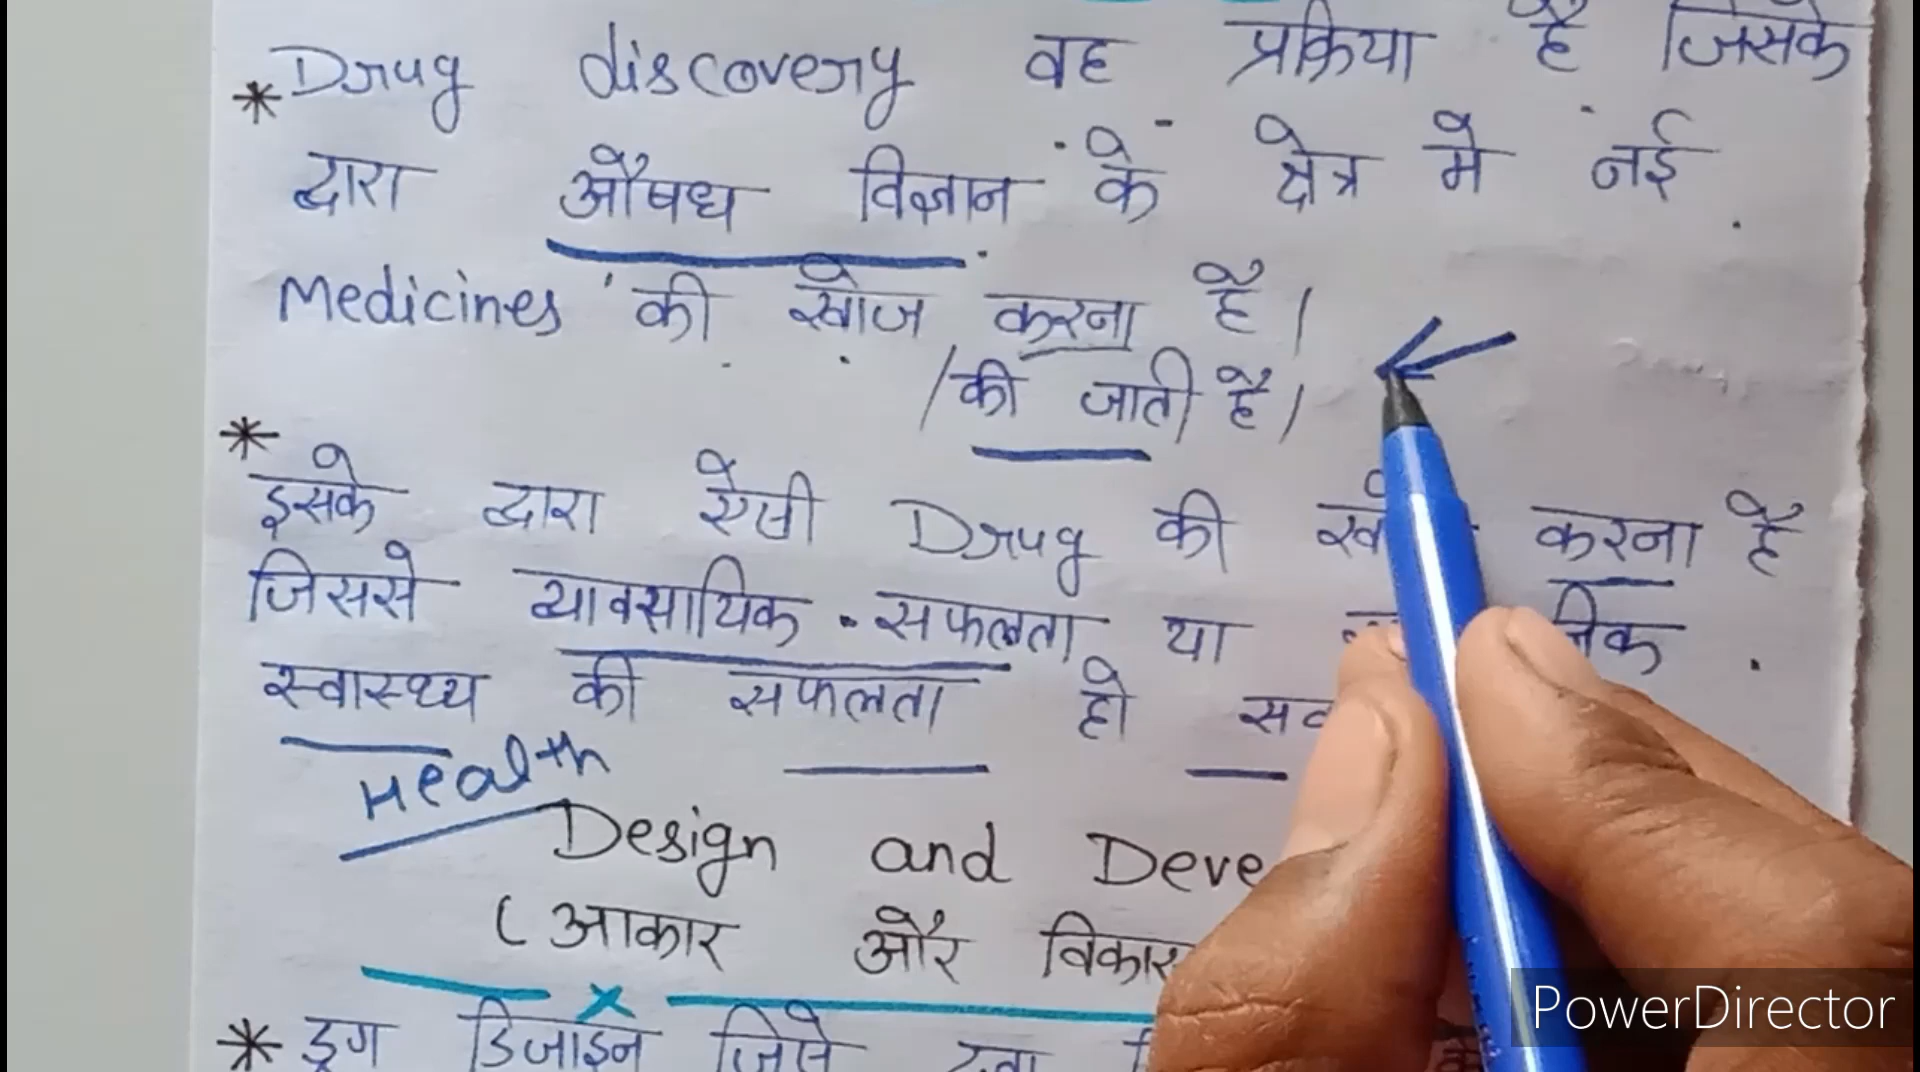 * Drug discovery वह प्रक्रिया है जिसके
द्वारा औषध विज्ञान के क्षेत्र मे नई
Medicines की खोज करना है।
/की जाती है।
* इसके द्वारा ऐसी Drug की करना है
जिससे व्यावसायिक सफलता या
स्वास्थ्य की सफलता हो
Health
Design and
(आकार और विकास
* ड्रग डिजाइन जिसे
PowerDirector